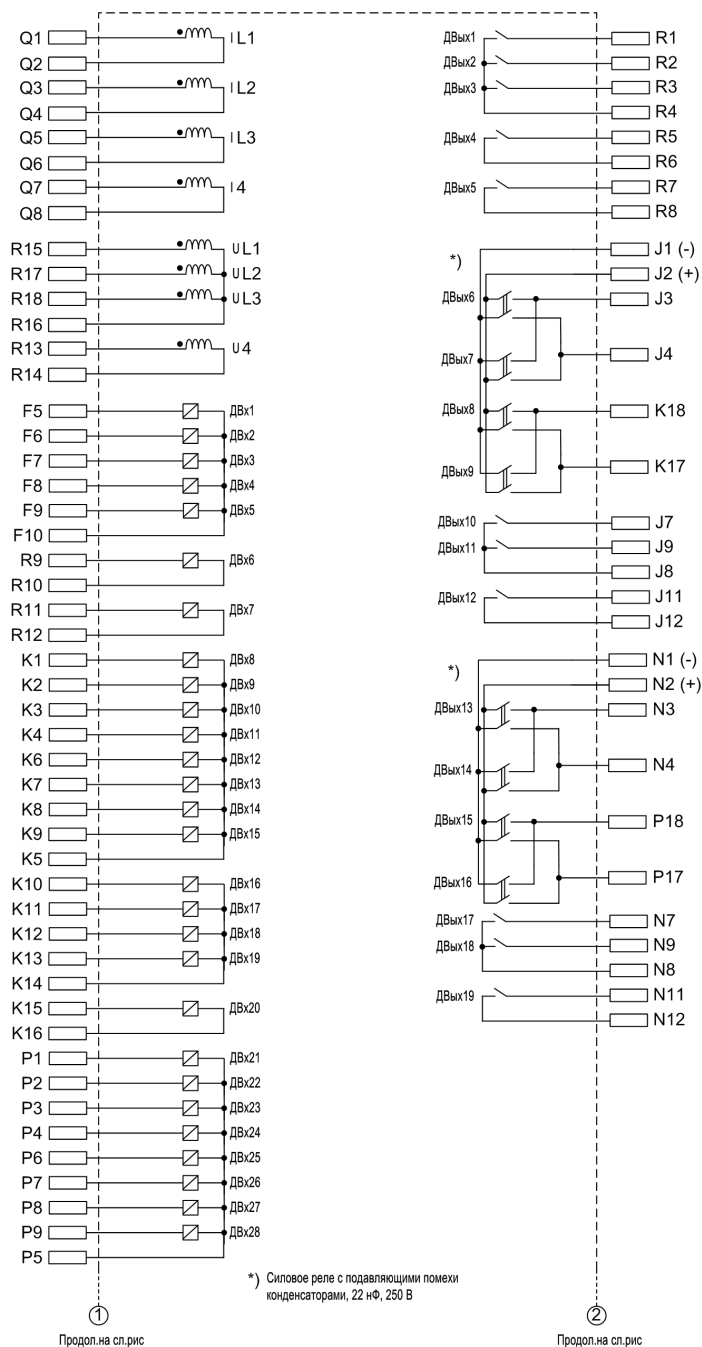 Q1 IL1
Q2
Q3 IL2
Q4
Q5 IL3
Q6
Q7 I4
Q8
R15 UL1
R17 UL2
R18 UL3
R16
R13 U4
R14
F5 ДВх1
F6 ДВх2
F7 ДВх3
F8 ДВх4
F9 ДВх5
F10
R9 ДВх6
R10
R11 ДВх7
R12
K1 ДВх8
K2 ДВх9
K3 ДВх10
K4 ДВх11
K6 ДВх12
K7 ДВх13
K8 ДВх14
K9 ДВх15
K5
K10 ДВх16
K11 ДВх17
K12 ДВх18
K13 ДВх19
K14
K15 ДВх20
K16
P1 ДВх21
P2 ДВх22
P3 ДВх23
P4 ДВх24
P6 ДВх25
P7 ДВх26
P8 ДВх27
P9 ДВх28
P5
ДВых1 R1
ДВых2 R2
ДВых3 R3
R4
ДВых4 R5
R6
ДВых5 R7
R8
*) J1 (-)
J2 (+)
ДВых6 J3
J4
ДВых7
ДВых8 K18
K17
ДВых9
ДВых10 J7
ДВых11 J9
J8
ДВых12 J11
J12
*) N1 (-)
N2 (+)
ДВых13 N3
N4
ДВых14
ДВых15 P18
P17
ДВых16
ДВых17 N7
ДВых18 N9
N8
ДВых19 N11
N12
*) Силовое реле с подавляющими помехи
конденсаторами, 22 нФ, 250 В
1
Продол.на сл.рис
2
Продол.на сл.рис